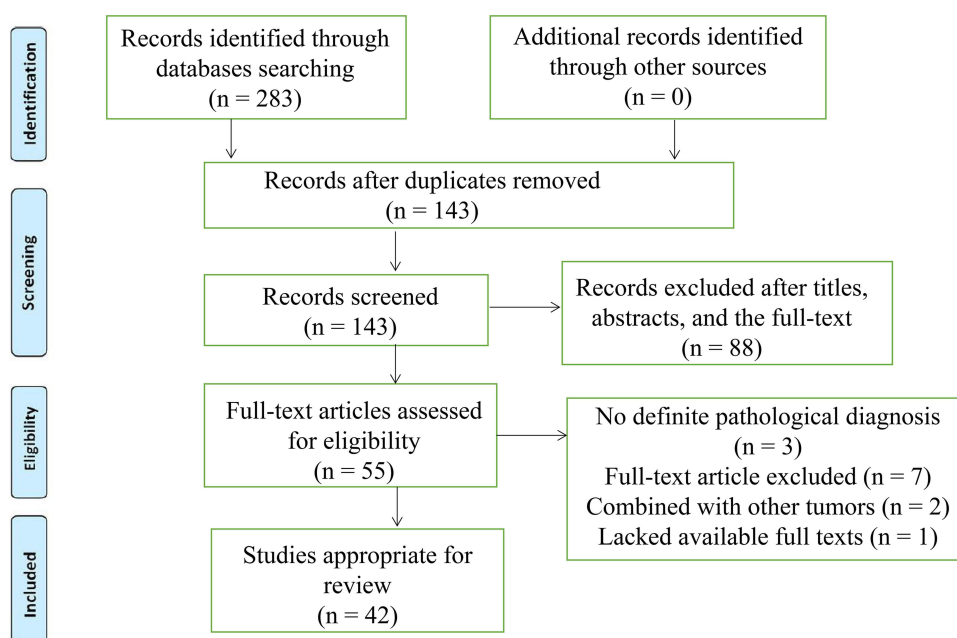 Identification
Records identified through
databases searching
(n = 283)
Additional records identified
through other sources
(n = 0)
Records after duplicates removed
(n = 143)
Screening
Records screened
(n = 143)
Records excluded after titles,
abstracts, and the full-text
(n = 88)
Eligibility
Full-text articles assessed
for eligibility
(n = 55)
No definite pathological diagnosis
(n = 3)
Full-text article excluded (n = 7)
Combined with other tumors (n = 2)
Lacked available full texts (n = 1)
Included
Studies appropriate for
review
(n = 42)